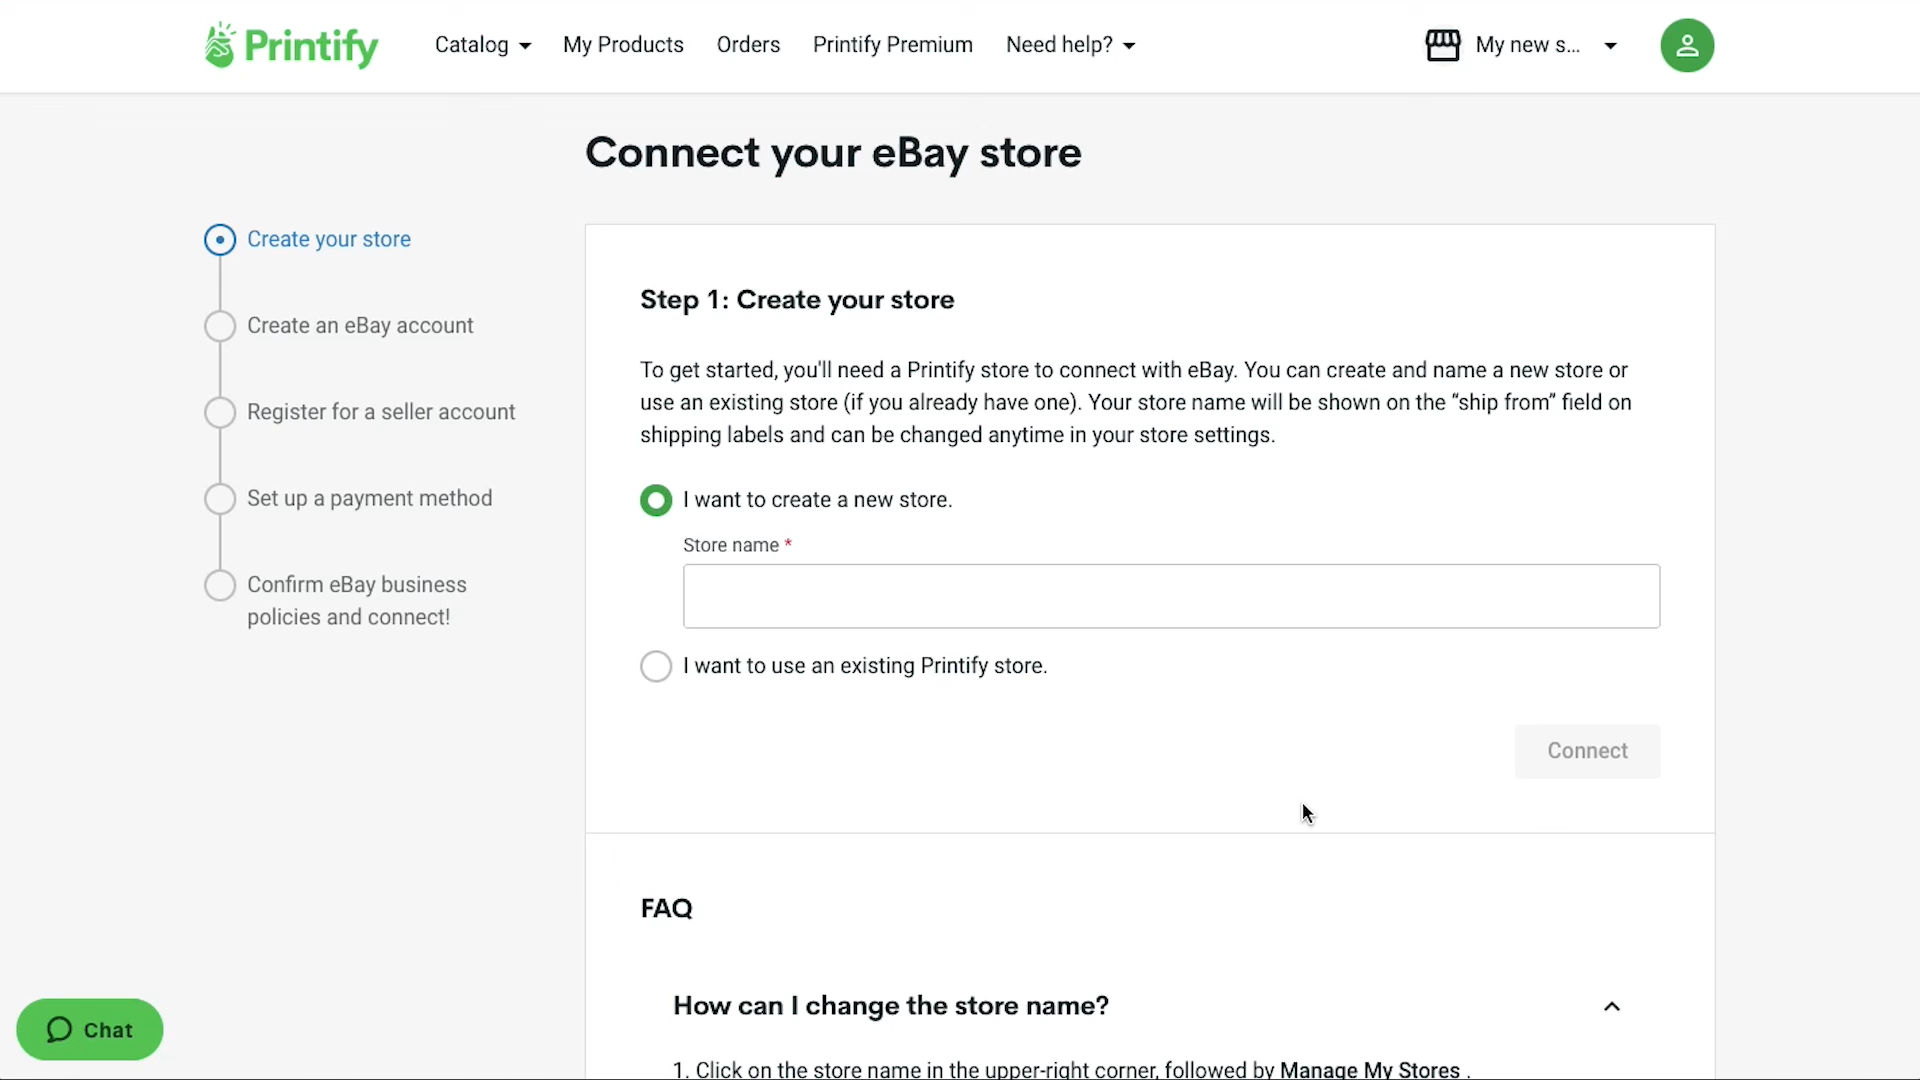 Printify
Catalog
My Products
Orders
Printify Premium
Need help?
My new s...
Connect your eBay store
Create your store
Create an eBay account
Register for a seller account
Set up a payment method
Confirm eBay business
policies and connect!
Step 1: Create your store
To get started, you'll need a Printify store to connect with eBay. You can create and name a new store or
use an existing store (if you already have one). Your store name will be shown on the “ship from” field on
shipping labels and can be changed anytime in your store settings.
I want to create a new store.
Store name *
I want to use an existing Printify store.
Connect
FAQ
How can I change the store name?
1. Click on the store name in the upper-right corner, followed by Manage My Stores .
Chat